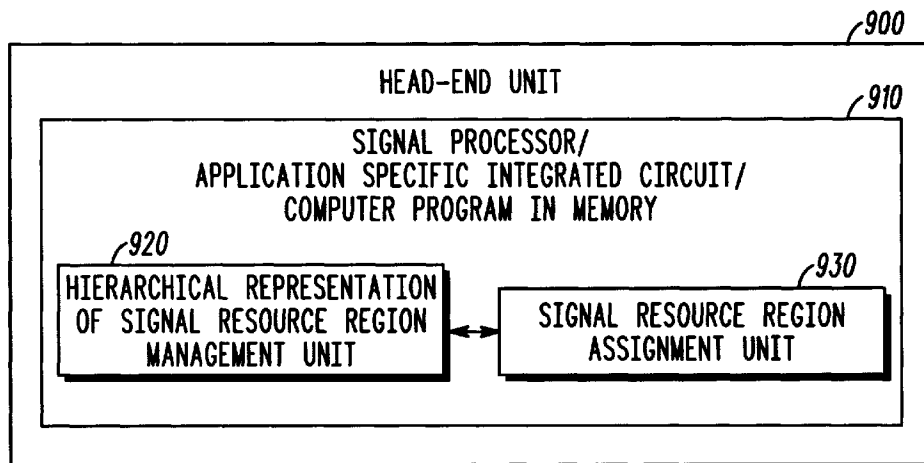 900
HEAD-END UNIT
910
SIGNAL PROCESSOR/
APPLICATION SPECIFIC INTEGRATED CIRCUIT/
COMPUTER PROGRAM IN MEMORY
920
HIERARCHICAL REPRESENTATION
OF SIGNAL RESOURCE REGION
MANAGEMENT UNIT
930
SIGNAL RESOURCE REGION
ASSIGNMENT UNIT